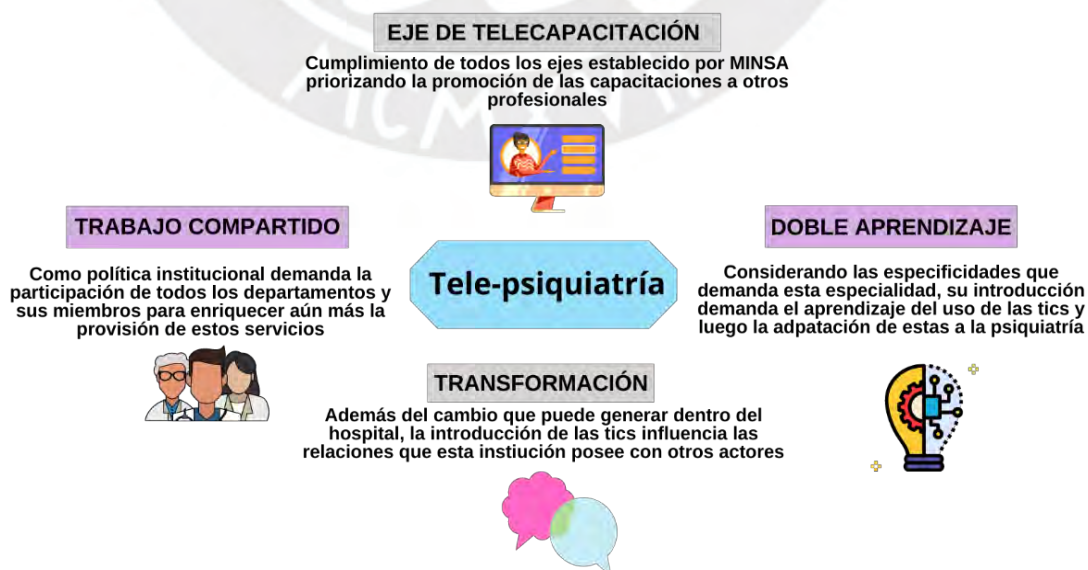 EJE DE TELECAPACITACIÓN
Cumplimiento de todos los ejes establecido por MINSA
priorizando la promoción de las capacitaciones a otros
profesionales
TRABAJO COMPARTIDO
Como política institucional demanda la
participación de todos los departamentos y
sus miembros para enriquecer aún más la
provisión de estos servicios
Tele-psiquiatría
DOBLE APRENDIZAJE
Considerando las especificidades que
demanda esta especialidad, su introducción
demanda el aprendizaje del uso de las tics y
luego la adpatación de estas a la psiquiatría
TRANSFORMACIÓN
Además del cambio que puede generar dentro del
hospital, la introducción de las tics influencia las
relaciones que esta instiución posee con otros actores